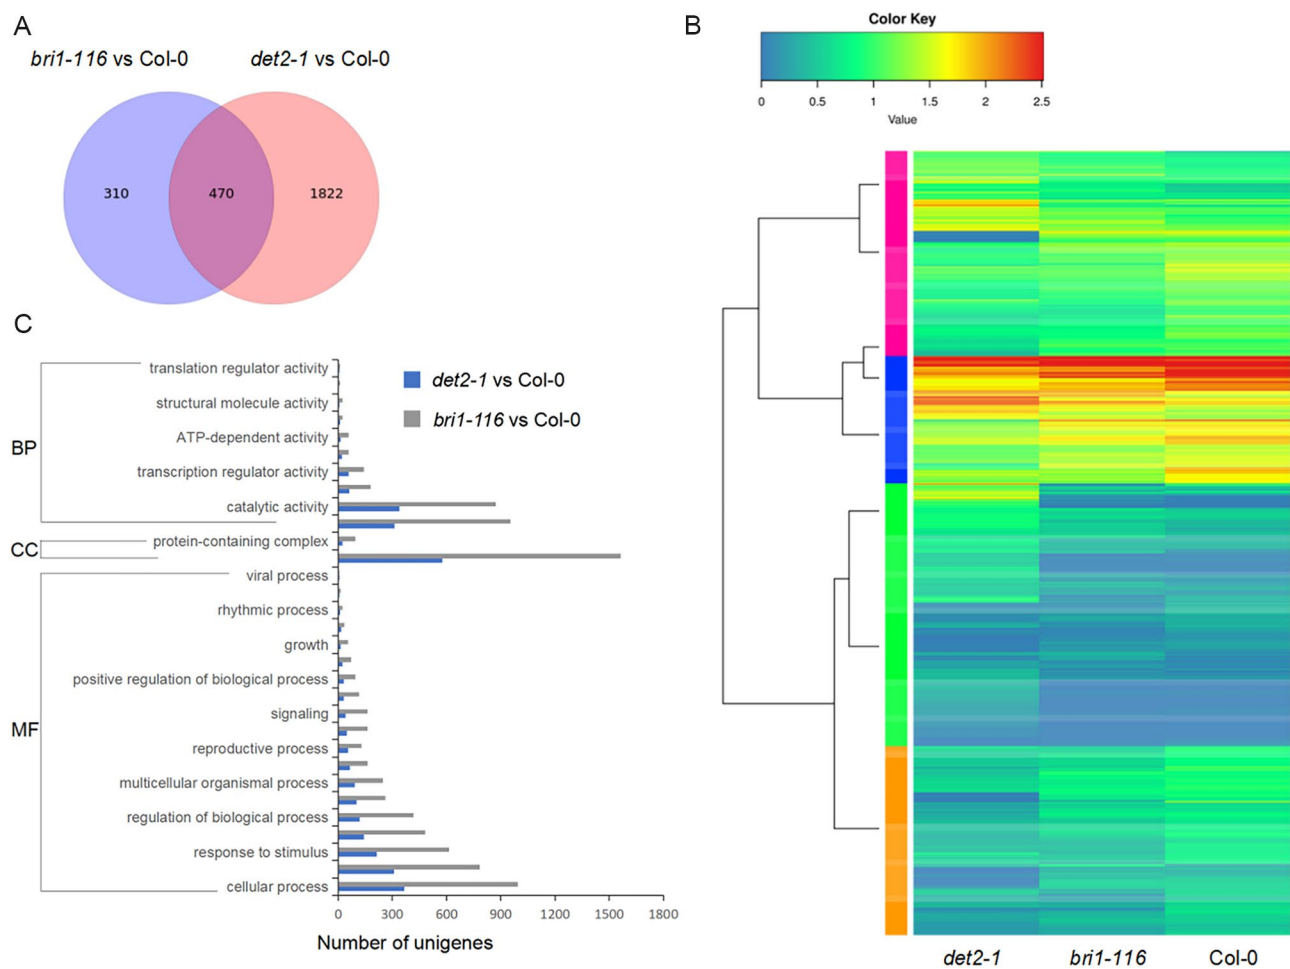 A
bri1-116 vs Col-0
det2-1 vs Col-0
310
470
1822
B
Color Key
0
0.5
1
1.5
2
2.5
Value
det2-1
bri1-116
Col-0
C
det2-1 vs Col-0
bri1-116 vs Col-0
BP
translation regulator activity
structural molecule activity
ATP-dependent activity
transcription regulator activity
catalytic activity
CC
protein-containing complex
MF
viral process
rhythmic process
growth
positive regulation of biological process
signaling
reproductive process
multicellular organismal process
regulation of biological process
response to stimulus
cellular process
0
300
600
900
1200
1500
1800
Number of unigenes